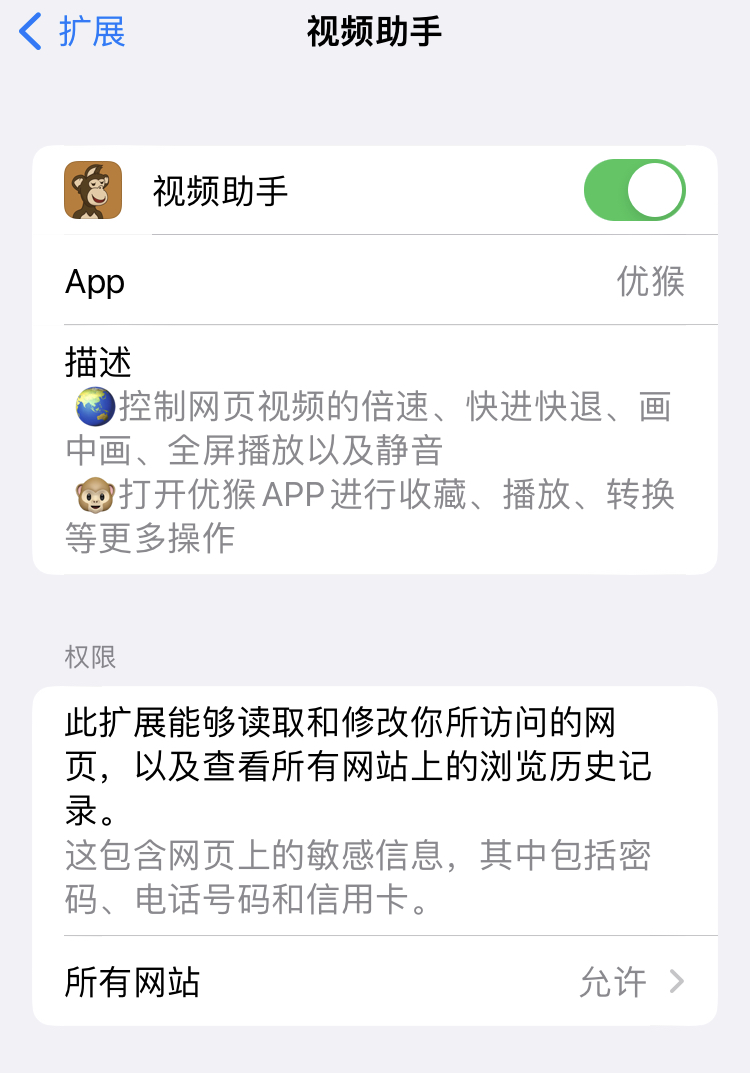 扩展
视频助手
视频助手
App
优猴
描述
🌏控制网页视频的倍速、快进快退、画
中画、全屏播放以及静音
🐵打开优猴APP进行收藏、播放、转换
等更多操作
权限
此扩展能够读取和修改你所访问的网
页，以及查看所有网站上的浏览历史记
录。
这包含网页上的敏感信息，其中包括密
码、电话号码和信用卡。
所有网站
允许